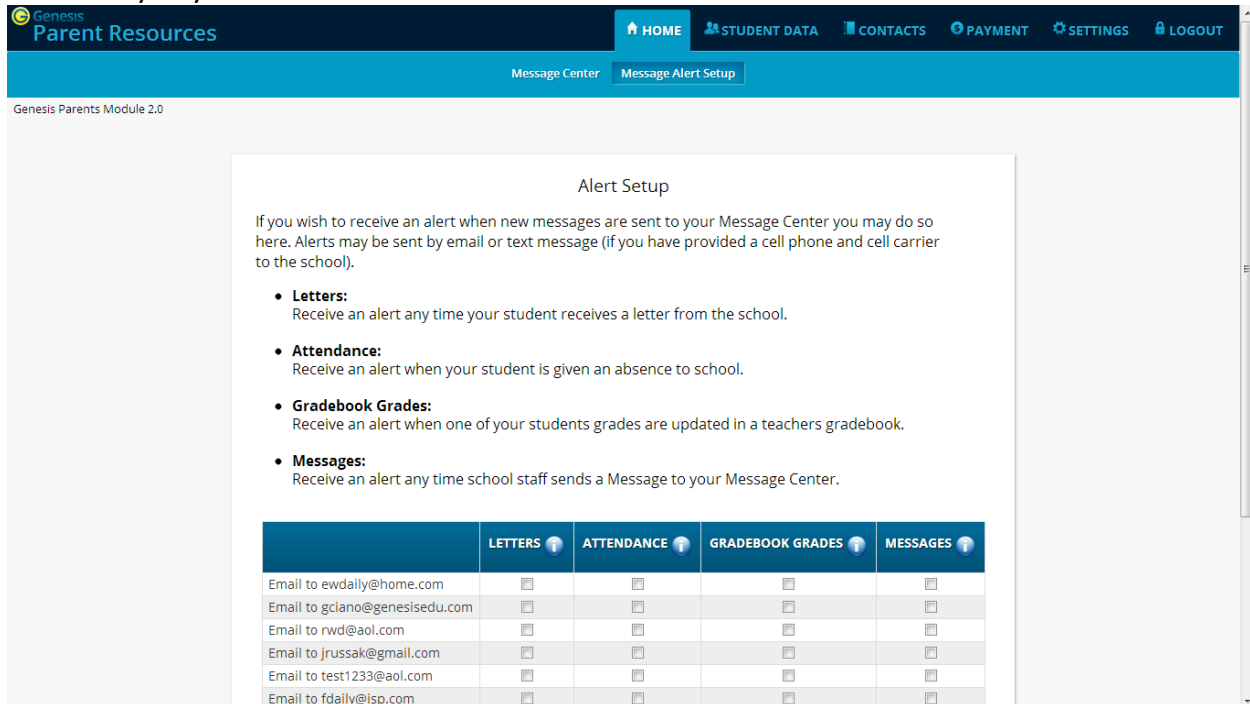 Genesis
Parent Resources
HOME STUDENT DATA CONTACTS PAYMENT SETTINGS LOGOUT
Message Center Message Alert Setup
Genesis Parents Module 2.0
Alert Setup
If you wish to receive an alert when new messages are sent to your Message Center you may do so
here. Alerts may be sent by email or text message (if you have provided a cell phone and cell carrier
to the school).
• Letters:
Receive an alert any time your student receives a letter from the school.
• Attendance:
Receive an alert when your student is given an absence to school.
• Gradebook Grades:
Receive an alert when one of your students grades are updated in a teachers gradebook.
• Messages:
Receive an alert any time school staff sends a Message to your Message Center.
LETTERS ATTENDANCE GRADEBOOK GRADES MESSAGES
Email to ewdaily@home.com
Email to gciano@genesisedu.com
Email to rwd@aol.com
Email to jrussak@gmail.com
Email to test1233@aol.com
Email to fdaily@isp.com